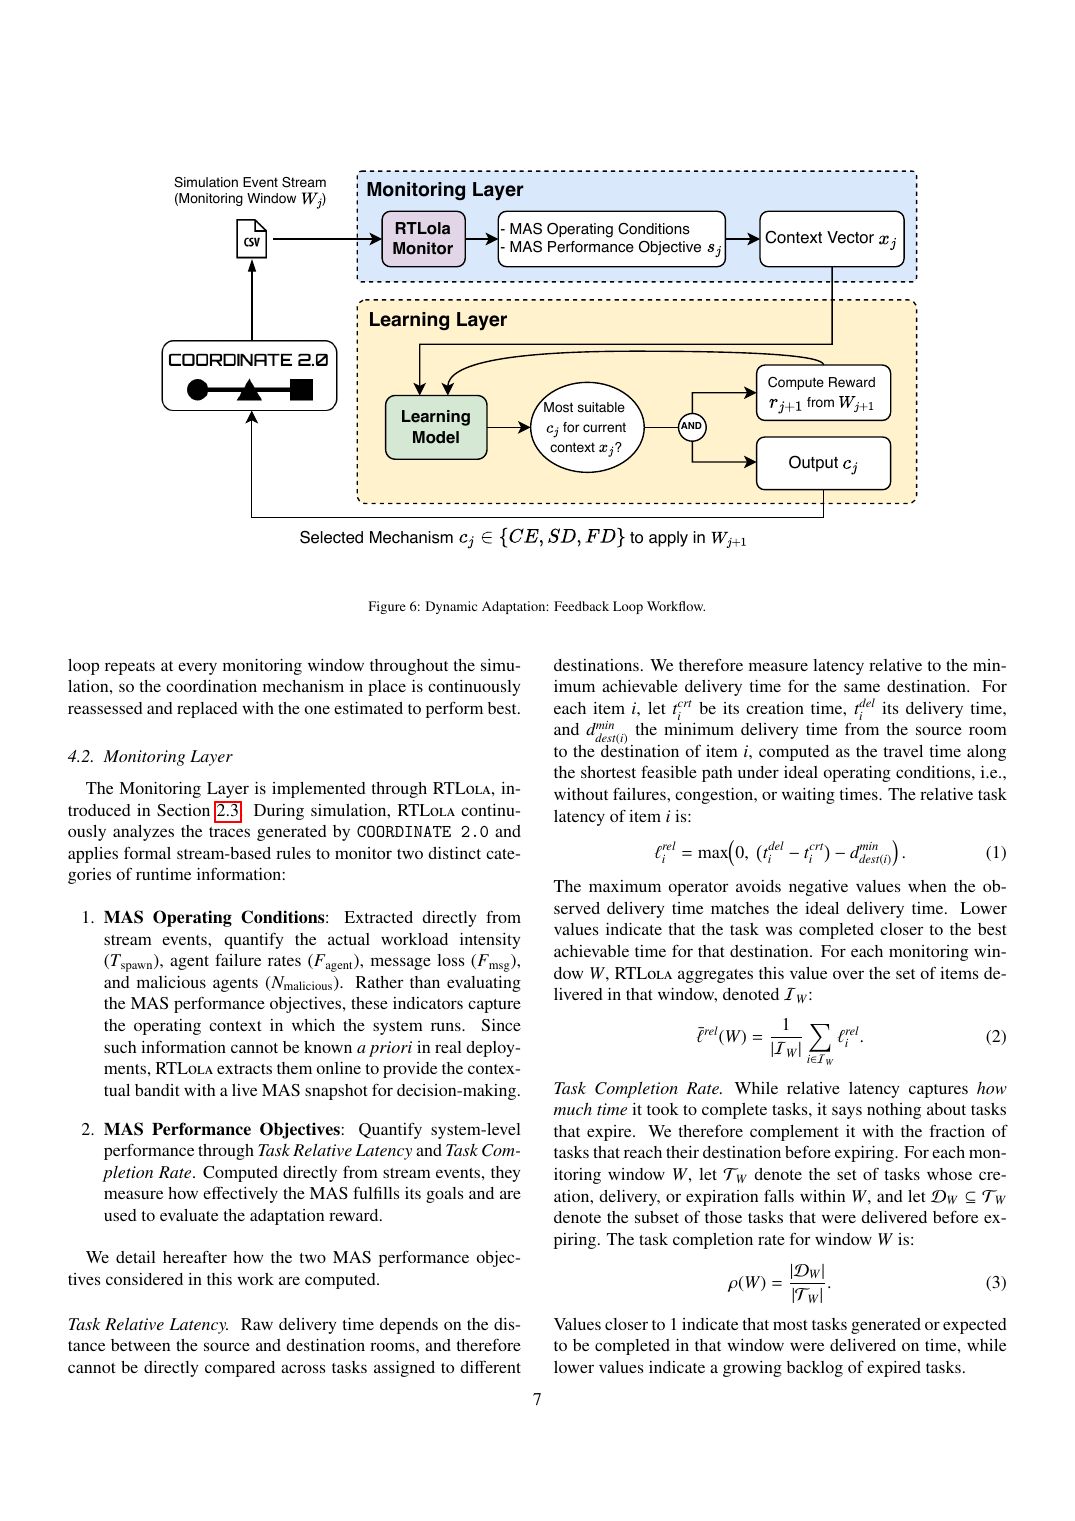 Simulation Event Stream
(Monitoring Window Wj)
CSV
COORDINATE 2.0
Monitoring Layer
RTLola
Monitor
- MAS Operating Conditions
- MAS Performance Objective sj
Context Vector xj
Learning Layer
Learning
Model
Most suitable
cj for current
context xj?
AND
Compute Reward
rj+1 from Wj+1
Output cj
Selected Mechanism cj ∈ {CE, SD, FD} to apply in Wj+1
Figure 6: Dynamic Adaptation: Feedback Loop Workflow.
loop repeats at every monitoring window throughout the simu-
lation, so the coordination mechanism in place is continuously
reassessed and replaced with the one estimated to perform best.
4.2. Monitoring Layer
The Monitoring Layer is implemented through RTLola, in-
troduced in Section 2.3. During simulation, RTLola continu-
ously analyzes the traces generated by COORDINATE 2.0 and
applies formal stream-based rules to monitor two distinct cate-
gories of runtime information:
1. MAS Operating Conditions: Extracted directly from
stream events, quantify the actual workload intensity
(Tspawn), agent failure rates (Fagent), message loss (Fmsg),
and malicious agents (Nmalicious). Rather than evaluating
the MAS performance objectives, these indicators capture
the operating context in which the system runs. Since
such information cannot be known a priori in real deploy-
ments, RTLola extracts them online to provide the contex-
tual bandit with a live MAS snapshot for decision-making.
2. MAS Performance Objectives: Quantify system-level
performance through Task Relative Latency and Task Com-
pletion Rate. Computed directly from stream events, they
measure how effectively the MAS fulfills its goals and are
used to evaluate the adaptation reward.
We detail hereafter how the two MAS performance objec-
tives considered in this work are computed.
Task Relative Latency. Raw delivery time depends on the dis-
tance between the source and destination rooms, and therefore
cannot be directly compared across tasks assigned to different
destinations. We therefore measure latency relative to the min-
imum achievable delivery time for the same destination. For
each item i, let t_i^crt be its creation time, t_i^del its delivery time,
and d_dest(i)^min the minimum delivery time from the source room
to the destination of item i, computed as the travel time along
the shortest feasible path under ideal operating conditions, i.e.,
without failures, congestion, or waiting times. The relative task
latency of item i is:
ℓ_i^rel = max(0, (t_i^del − t_i^crt) − d_dest(i)^min). (1)
The maximum operator avoids negative values when the ob-
served delivery time matches the ideal delivery time. Lower
values indicate that the task was completed closer to the best
achievable time for that destination. For each monitoring win-
dow W, RTLola aggregates this value over the set of items de-
livered in that window, denoted I_W:
ℓ̄^rel(W) = 1/|I_W| ∑_{i∈I_W} ℓ_i^rel. (2)
Task Completion Rate. While relative latency captures how
much time it took to complete tasks, it says nothing about tasks
that expire. We therefore complement it with the fraction of
tasks that reach their destination before expiring. For each mon-
itoring window W, let T_W denote the set of tasks whose cre-
ation, delivery, or expiration falls within W, and let D_W ⊆ T_W
denote the subset of those tasks that were delivered before ex-
piring. The task completion rate for window W is:
ρ(W) = |D_W|/|T_W|. (3)
Values closer to 1 indicate that most tasks generated or expected
to be completed in that window were delivered on time, while
lower values indicate a growing backlog of expired tasks.
7